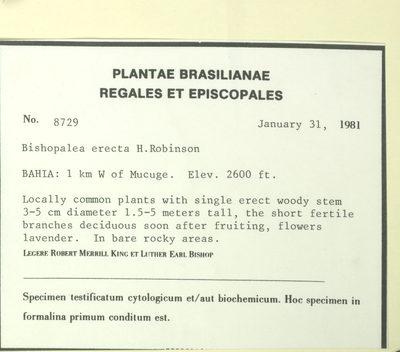 PLANTAE BRASILIANAE
REGALES ET EPISCOPALES
No. 8729 January 31, 1981
Bishopalea erecta H.Robinson
BAHIA: 1 km W of Mucuge. Elev. 2600 ft.
Locally common plants with single erect woody stem
3-5 cm diameter 1.5-5 meters tall, the short fertile
branches deciduous soon after fruiting, flowers
lavender. In bare rocky areas.
LEGERE ROBERT MERRILL KING ET LUTHER EARL BISHOP
Specimen testificatum cytologicum et/aut biochemicum. Hoc specimen in
formalina primum conditum est.